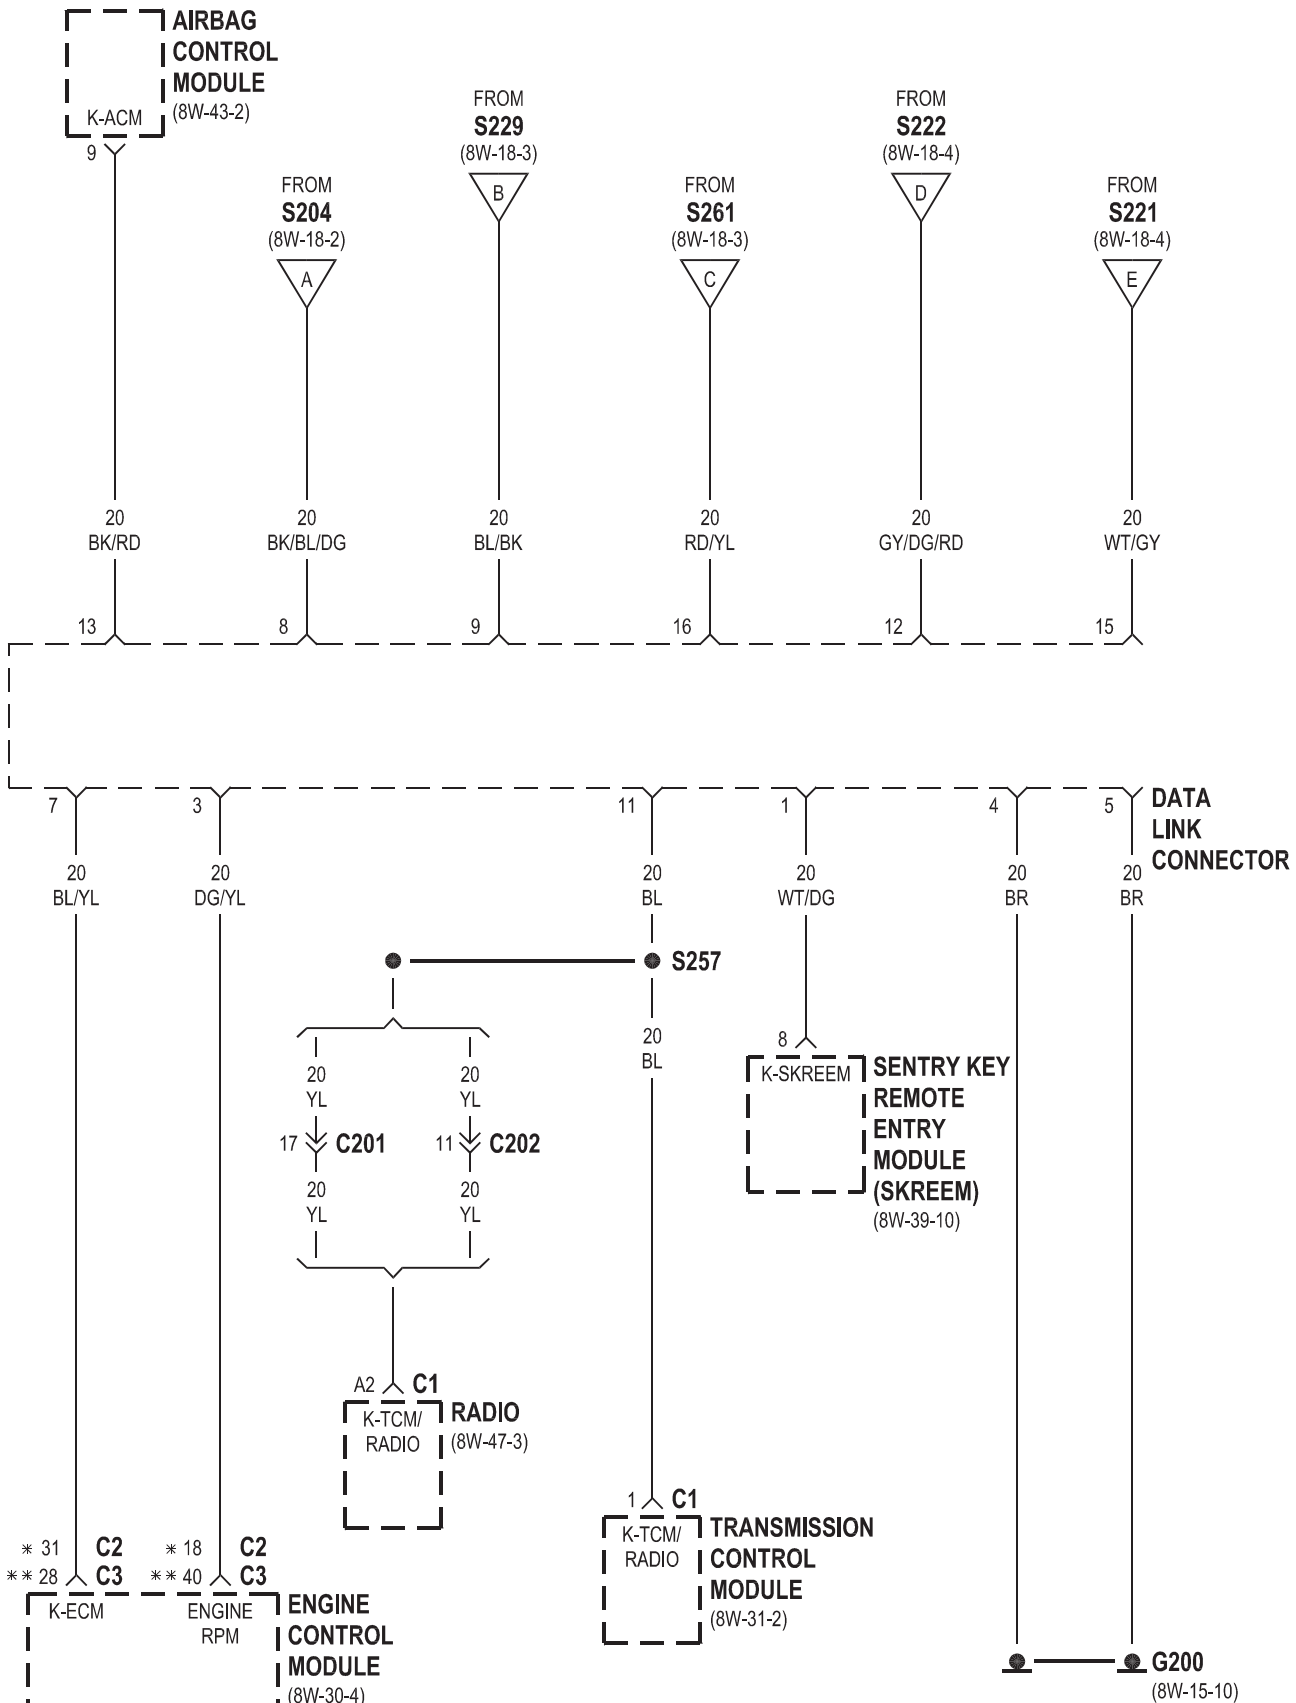 AIRBAG
CONTROL
MODULE
(8W-43-2)
K-ACM
9
FROM
S204
(8W-18-2)
A
FROM
S229
(8W-18-3)
B
FROM
S261
(8W-18-3)
C
FROM
S222
(8W-18-4)
D
FROM
S221
(8W-18-4)
E
20
BK/RD
20
BK/BL/DG
20
BL/BK
20
RD/YL
20
GY/DG/RD
20
WT/GY
13
8
9
16
12
15
7
3
11
1
4
5
DATA
LINK
CONNECTOR
20
BL/YL
20
DG/YL
20
BL
20
WT/DG
20
BR
20
BR
S257
20
BL
20
YL
20
YL
17
C201
11
C202
20
YL
20
YL
8
K-SKREEM
SENTRY KEY
REMOTE
ENTRY
MODULE
(SKREEM)
(8W-39-10)
A2
C1
K-TCM/
RADIO
RADIO
(8W-47-3)
1
C1
K-TCM/
RADIO
TRANSMISSION
CONTROL
MODULE
(8W-31-2)
* 31 C2
** 28 C3
* 18 C2
** 40 C3
K-ECM
ENGINE
RPM
ENGINE
CONTROL
MODULE
(8W-30-4)
G200
(8W-15-10)